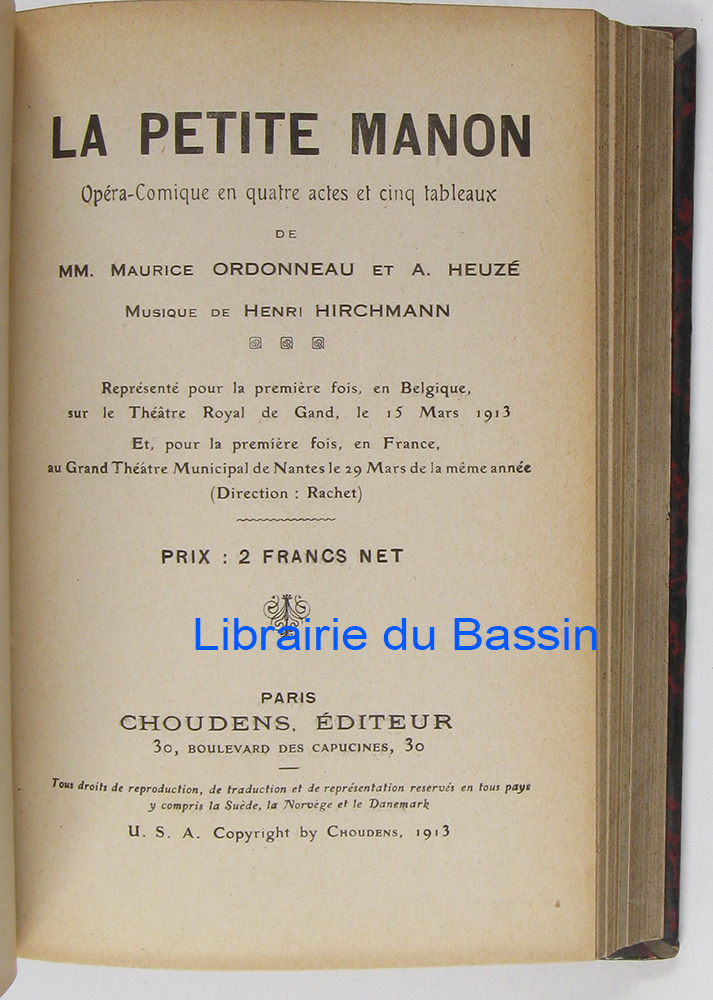 LA PETITE MANON
Opéra-Comique en quatre actes et cinq tableaux
DE
MM. MAURICE ORDONNEAU ET A. HEUZÉ
MUSIQUE DE HENRI HIRCHMANN
Représenté pour la première fois, en Belgique,
sur le Théâtre Royal de Gand, le 15 Mars 1913
Et, pour la première fois, en France,
au Grand Théâtre Municipal de Nantes le 29 Mars de la même année
(Direction : Rachet)
PRIX : 2 FRANCS NET
Librairie du Bassin
PARIS
CHOUDENS, ÉDITEUR
30, BOULEVARD DES CAPUCINES, 30
Tous droits de reproduction, de traduction et de représentation reservés en tous pays
y compris la Suède, la Norvège et le Danemark
U. S. A. Copyright by CHOUDENS, 1913